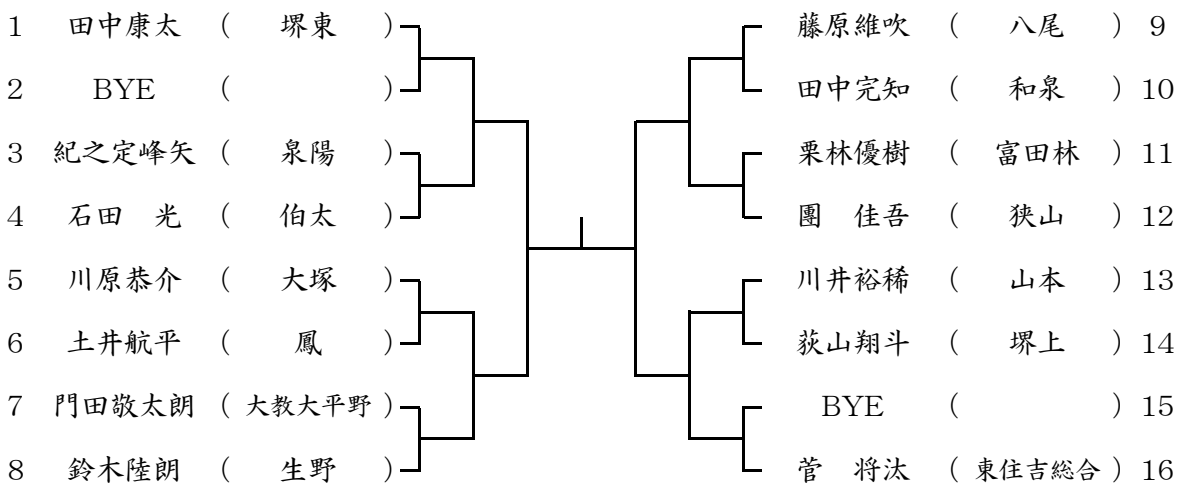 1 田中康太 ( 堺東 ) 藤原維吹 ( 八尾 ) 9
2 BYE ( ) 田中完知 ( 和泉 ) 10
3 紀之定峰矢 ( 泉陽 ) 栗林優樹 ( 富田林 ) 11
4 石田 光 ( 伯太 ) 團 佳吾 ( 狭山 ) 12
5 川原恭介 ( 大塚 ) 川井裕稀 ( 山本 ) 13
6 土井航平 ( 鳳 ) 荻山翔斗 ( 堺上 ) 14
7 門田敬太朗 ( 大教大平野 ) BYE ( ) 15
8 鈴木陸朗 ( 生野 ) 菅 将汰 ( 東住吉総合 ) 16